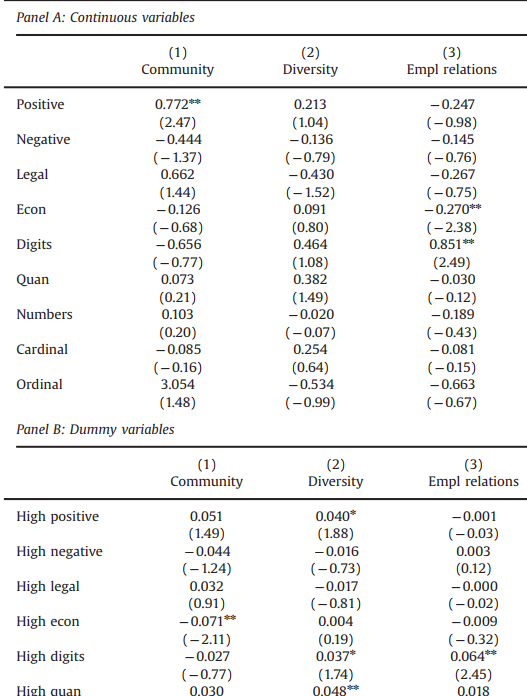 Panel A: Continuous variables
(1) (2) (3)
Community Diversity Empl relations
Positive 0.772** 0.213 −0.247
(2.47) (1.04) (−0.98)
Negative −0.444 −0.136 −0.145
(−1.37) (−0.79) (−0.76)
Legal 0.662 −0.430 −0.267
(1.44) (−1.52) (−0.75)
Econ −0.126 0.091 −0.270**
(−0.68) (0.80) (−2.38)
Digits −0.656 0.464 0.851**
(−0.77) (1.08) (2.49)
Quan 0.073 0.382 −0.030
(0.21) (1.49) (−0.12)
Numbers 0.103 −0.020 −0.189
(0.20) (−0.07) (−0.43)
Cardinal −0.085 0.254 −0.081
(−0.16) (0.64) (−0.15)
Ordinal 3.054 −0.534 −0.663
(1.48) (−0.99) (−0.67)
Panel B: Dummy variables
(1) (2) (3)
Community Diversity Empl relations
High positive 0.051 0.040* −0.001
(1.49) (1.88) (−0.03)
High negative −0.044 −0.016 0.003
(−1.24) (−0.73) (0.12)
High legal 0.032 −0.017 −0.000
(0.91) (−0.81) (−0.02)
High econ −0.071** 0.004 −0.009
(−2.11) (0.19) (−0.32)
High digits −0.027 0.037* 0.064**
(−0.77) (1.74) (2.45)
High quan 0.030 0.048** 0.018